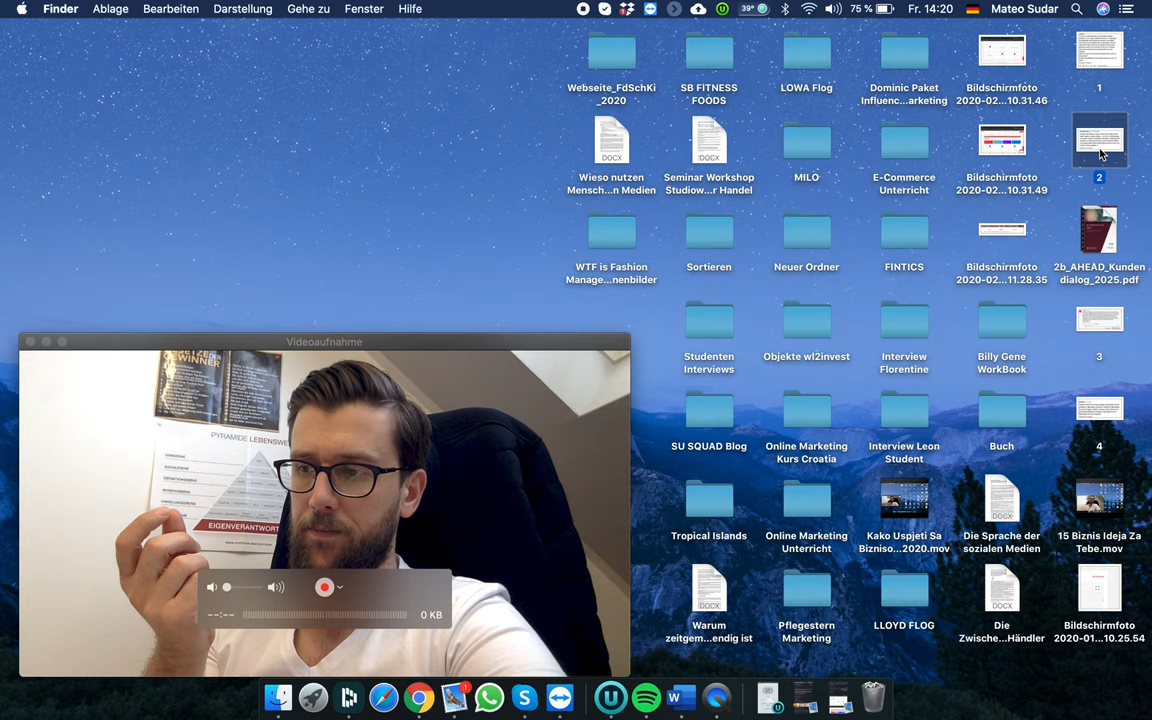 Finder Ablage Bearbeiten Darstellung Gehe zu Fenster Hilfe 39° 75 % Fr. 14:20 Mateo Sudar
Webseite_FdSchKi
_2020
SB FITNESS
FOODS
LOWA Flog
Dominic Paket
Influenc...arketing
Bildschirmfoto
2020-02...10.31.46
1
Wieso nutzen
Mensch...n Medien
Seminar Workshop
Studiow...r Handel
MILO
E-Commerce
Unterricht
Bildschirmfoto
2020-02...10.31.49
2
WTF is Fashion
Manage...nenbilder
Sortieren
Neuer Ordner
FINTICS
Bildschirmfoto
2020-02...11.28.35
2b_AHEAD_Kunden
dialog_2025.pdf
Studenten
Interviews
Objekte wl2invest
Interview
Florentine
Billy Gene
WorkBook
3
SU SQUAD Blog
Online Marketing
Kurs Croatia
Interview Leon
Student
Buch
4
Tropical Islands
Online Marketing
Unterricht
Kako Uspjeti Sa
Bizniso...2020.mov
Die Sprache der
sozialen Medien
15 Biznis Ideja Za
Tebe.mov
Warum
zeitgem...endig ist
Pflegestern
Marketing
LLOYD FLOG
Die
Zwische...Händler
Bildschirmfoto
2020-01...10.25.54
DOCX
DOCX
DOCX
DOCX
DOCX
Videoaufnahme
GEWINNER
PYRAMIDE LEBENSWE
EIGENVERANTWORT
--:--
0 KB
1